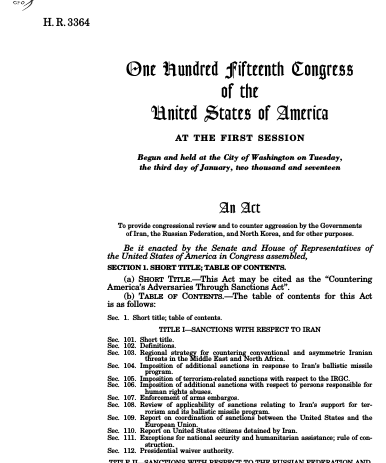 H. R. 3364
One Hundred Fifteenth Congress
of the
United States of America
AT THE FIRST SESSION
Begun and held at the City of Washington on Tuesday,
the third day of January, two thousand and seventeen
An Act
To provide congressional review and to counter aggression by the Governments
of Iran, the Russian Federation, and North Korea, and for other purposes.
Be it enacted by the Senate and House of Representatives of
the United States of America in Congress assembled,
SECTION 1. SHORT TITLE; TABLE OF CONTENTS.
(a) SHORT TITLE.—This Act may be cited as the “Countering
America’s Adversaries Through Sanctions Act”.
(b) TABLE OF CONTENTS.—The table of contents for this Act
is as follows:
Sec. 1. Short title; table of contents.
TITLE I—SANCTIONS WITH RESPECT TO IRAN
Sec. 101. Short title.
Sec. 102. Definitions.
Sec. 103. Regional strategy for countering conventional and asymmetric Iranian
threats in the Middle East and North Africa.
Sec. 104. Imposition of additional sanctions in response to Iran’s ballistic missile
program.
Sec. 105. Imposition of terrorism-related sanctions with respect to the IRGC.
Sec. 106. Imposition of additional sanctions with respect to persons responsible for
human rights abuses.
Sec. 107. Enforcement of arms embargos.
Sec. 108. Review of applicability of sanctions relating to Iran’s support for ter-
rorism and its ballistic missile program.
Sec. 109. Report on coordination of sanctions between the United States and the
European Union.
Sec. 110. Report on United States citizens detained by Iran.
Sec. 111. Exceptions for national security and humanitarian assistance; rule of con-
struction.
Sec. 112. Presidential waiver authority.
TITLE II—SANCTIONS WITH RESPECT TO THE RUSSIAN FEDERATION AND